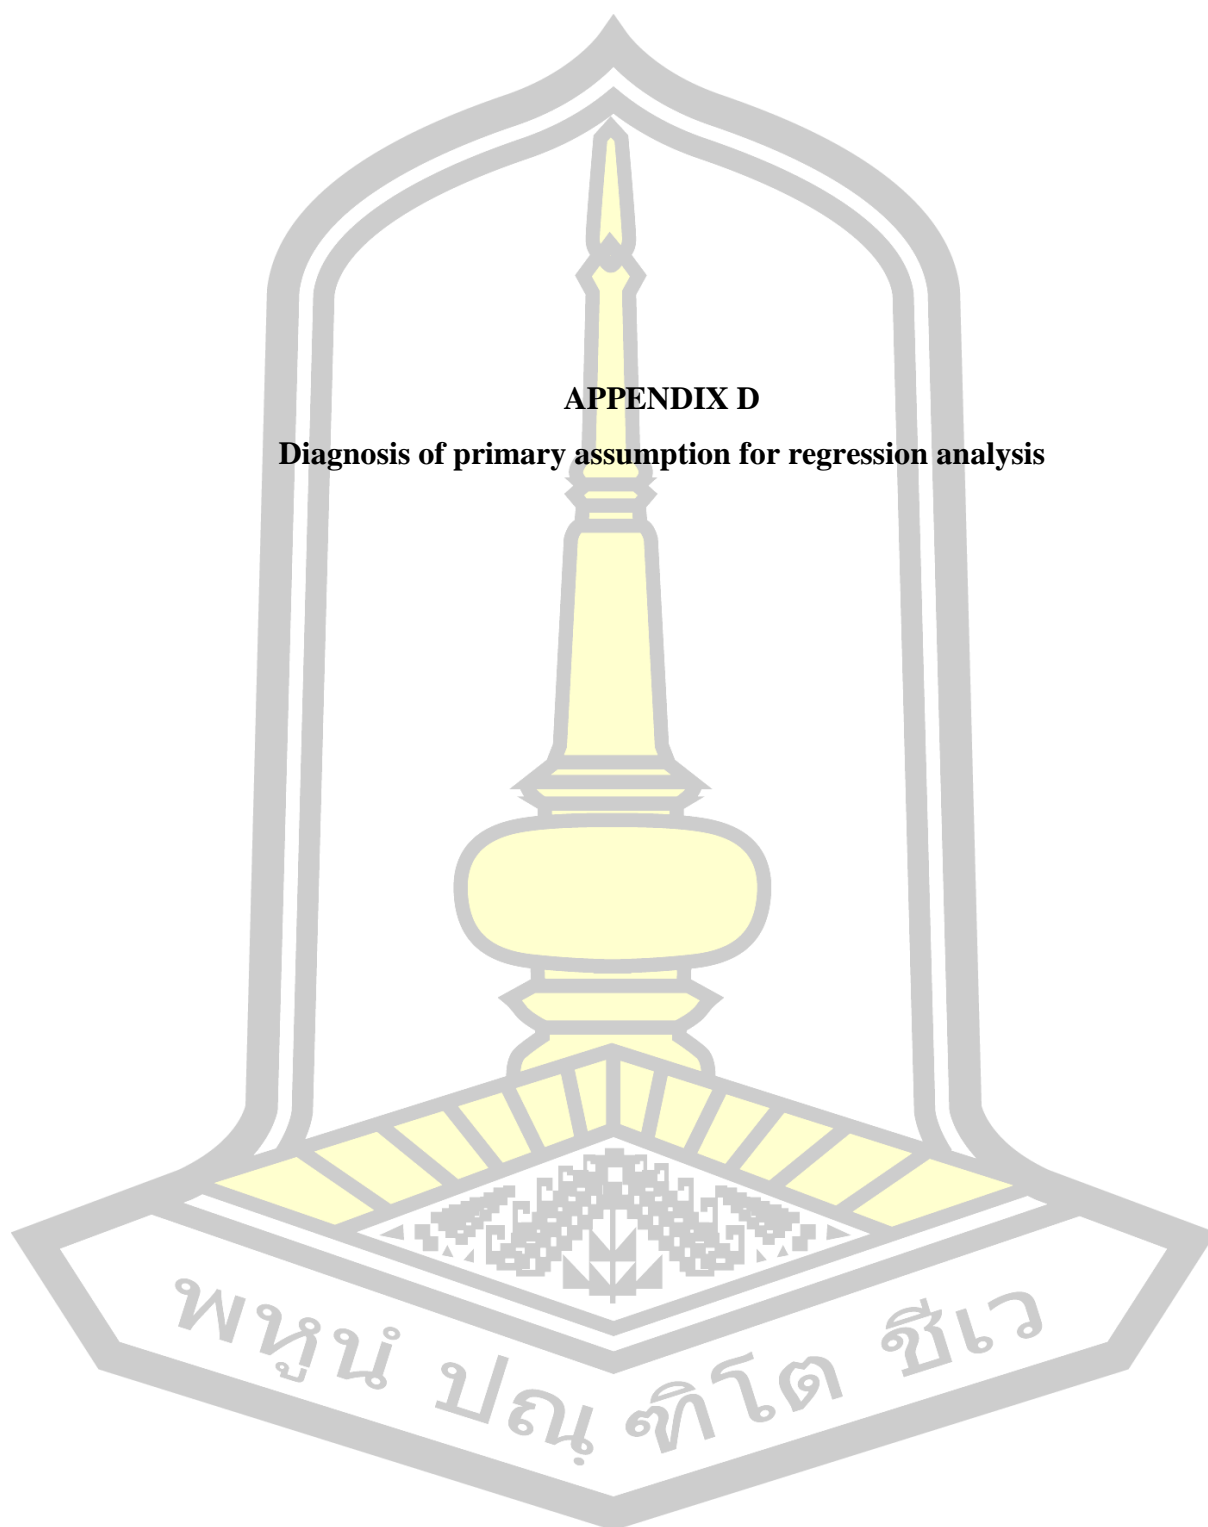 APPENDIX D
Diagnosis of primary assumption for regression analysis
พหูนํ ปณฺฑิโต ชีเว